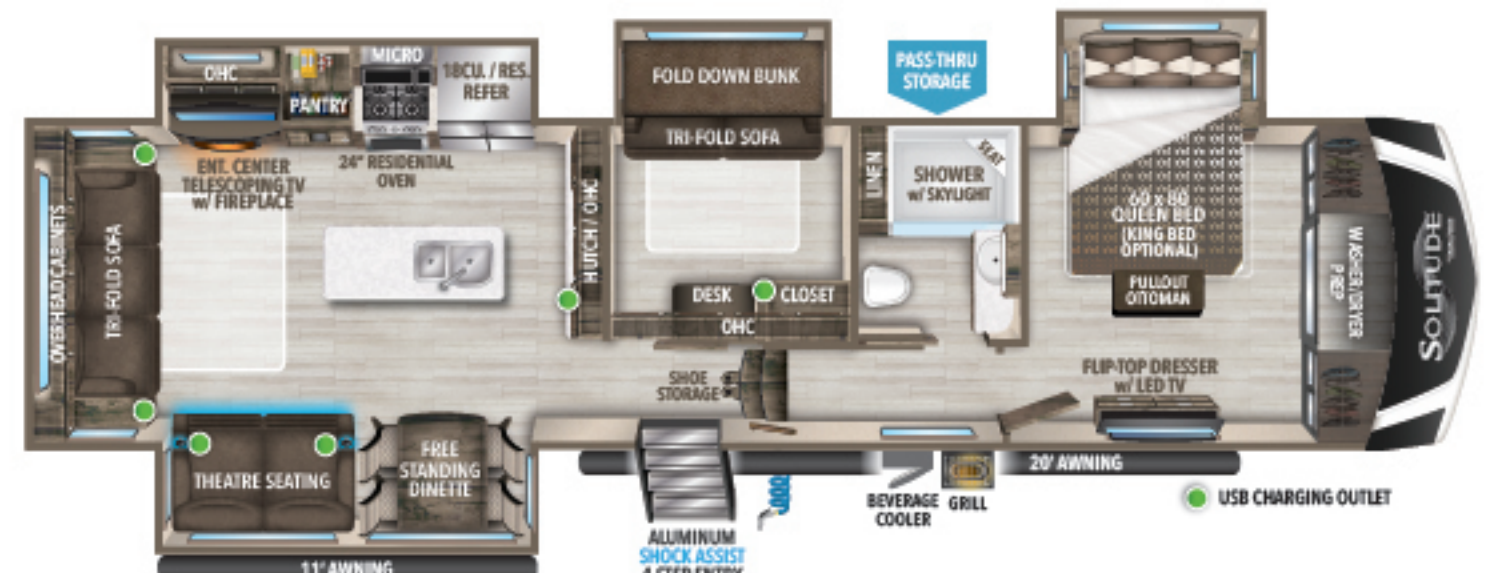 OHC
PANTRY
MICRO
18CU. / RES.
REFER
24" RESIDENTIAL
OVEN
ENT. CENTER
TELESCOPING TV
w/ FIREPLACE
OVERHEAD CABINETS
TRI-FOLD SOFA
THEATRE SEATING
FREE
STANDING
DINETTE
11' AWNING
HUTCH / OHC
FOLD DOWN BUNK
TRI-FOLD SOFA
DESK
CLOSET
OHC
SHOE
STORAGE
ALUMINUM
SHOCK ASSIST
4 STEP ENTRY
PASS-THRU
STORAGE
LINEN
SHOWER
w/ SKYLIGHT
SEAT
BEVERAGE
COOLER
GRILL
20' AWNING
60 x 80
QUEEN BED
(KING BED
OPTIONAL)
PULLOUT
OTTOMAN
FLIP-TOP DRESSER
w/ LED TV
WASHER/DRYER
PREP
SOLITUDE
USB CHARGING OUTLET